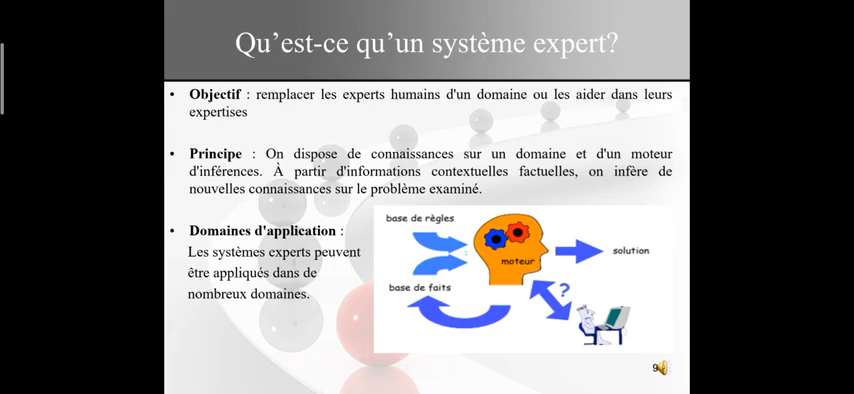 Qu’est-ce qu’un système expert?
• Objectif : remplacer les experts humains d'un domaine ou les aider dans leurs
expertises
• Principe : On dispose de connaissances sur un domaine et d'un moteur
d'inférences. À partir d'informations contextuelles factuelles, on infère de
nouvelles connaissances sur le problème examiné.
• Domaines d'application :
Les systèmes experts peuvent
être appliqués dans de
nombreux domaines.
base de règles
moteur
solution
base de faits
?
9